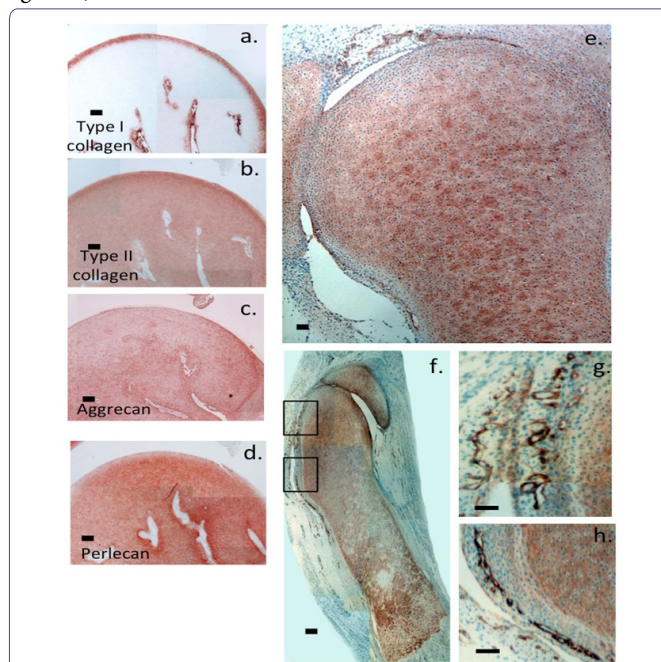 a.
Type I
collagen
b.
Type II
collagen
c.
Aggrecan
d.
Perlecan
e.
f.
g.
h.